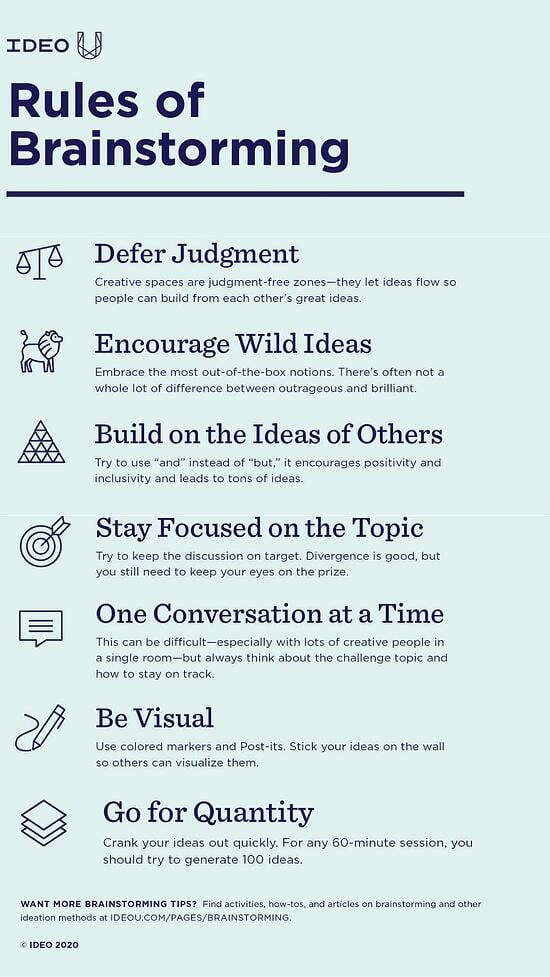 IDEO U
Rules of
Brainstorming
Defer Judgment
Creative spaces are judgment-free zones—they let ideas flow so
people can build from each other’s great ideas.
Encourage Wild Ideas
Embrace the most out-of-the-box notions. There’s often not a
whole lot of difference between outrageous and brilliant.
Build on the Ideas of Others
Try to use “and” instead of “but,” it encourages positivity and
inclusivity and leads to tons of ideas.
Stay Focused on the Topic
Try to keep the discussion on target. Divergence is good, but
you still need to keep your eyes on the prize.
One Conversation at a Time
This can be difficult—especially with lots of creative people in
a single room—but always think about the challenge topic and
how to stay on track.
Be Visual
Use colored markers and Post-its. Stick your ideas on the wall
so others can visualize them.
Go for Quantity
Crank your ideas out quickly. For any 60-minute session, you
should try to generate 100 ideas.
WANT MORE BRAINSTORMING TIPS? Find activities, how-tos, and articles on brainstorming and other
ideation methods at IDEOU.COM/PAGES/BRAINSTORMING.
© IDEO 2020